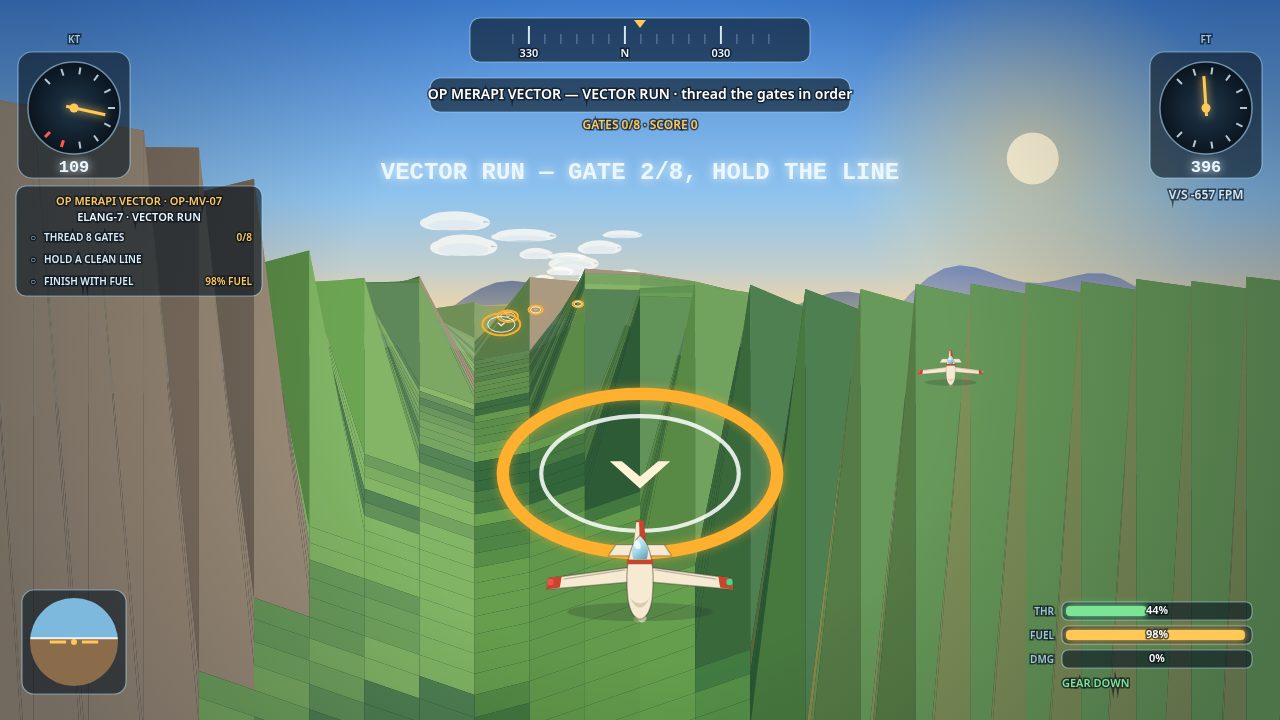 KT
109
330 N 030
OP MERAPI VECTOR — VECTOR RUN · thread the gates in order
GATES 0/8 · SCORE 0
VECTOR RUN — GATE 2/8, HOLD THE LINE
FT
396
V/S -657 FPM
OP MERAPI VECTOR · OP-MV-07
ELANG-7 · VECTOR RUN
THREAD 8 GATES 0/8
HOLD A CLEAN LINE
FINISH WITH FUEL 98% FUEL
THR 44%
FUEL 98%
DMG 0%
GEAR DOWN